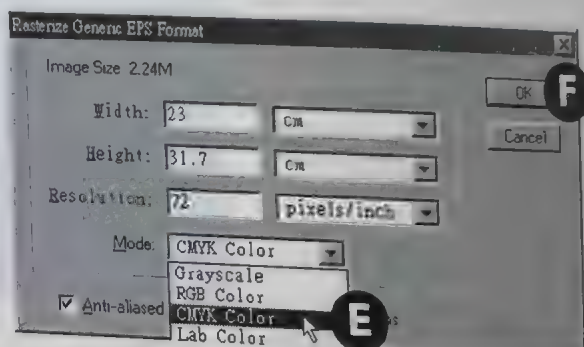 Rasterize Generic EPS Format
Image Size 2.24M
OK F
Width: 23 Cm
Cancel
Height: 31.7 Cm
Resolution: 72 pixels/inch
Mode: CMYK Color
Grayscale
RGB Color
Anti-aliased CMYK Color E
Lab Color